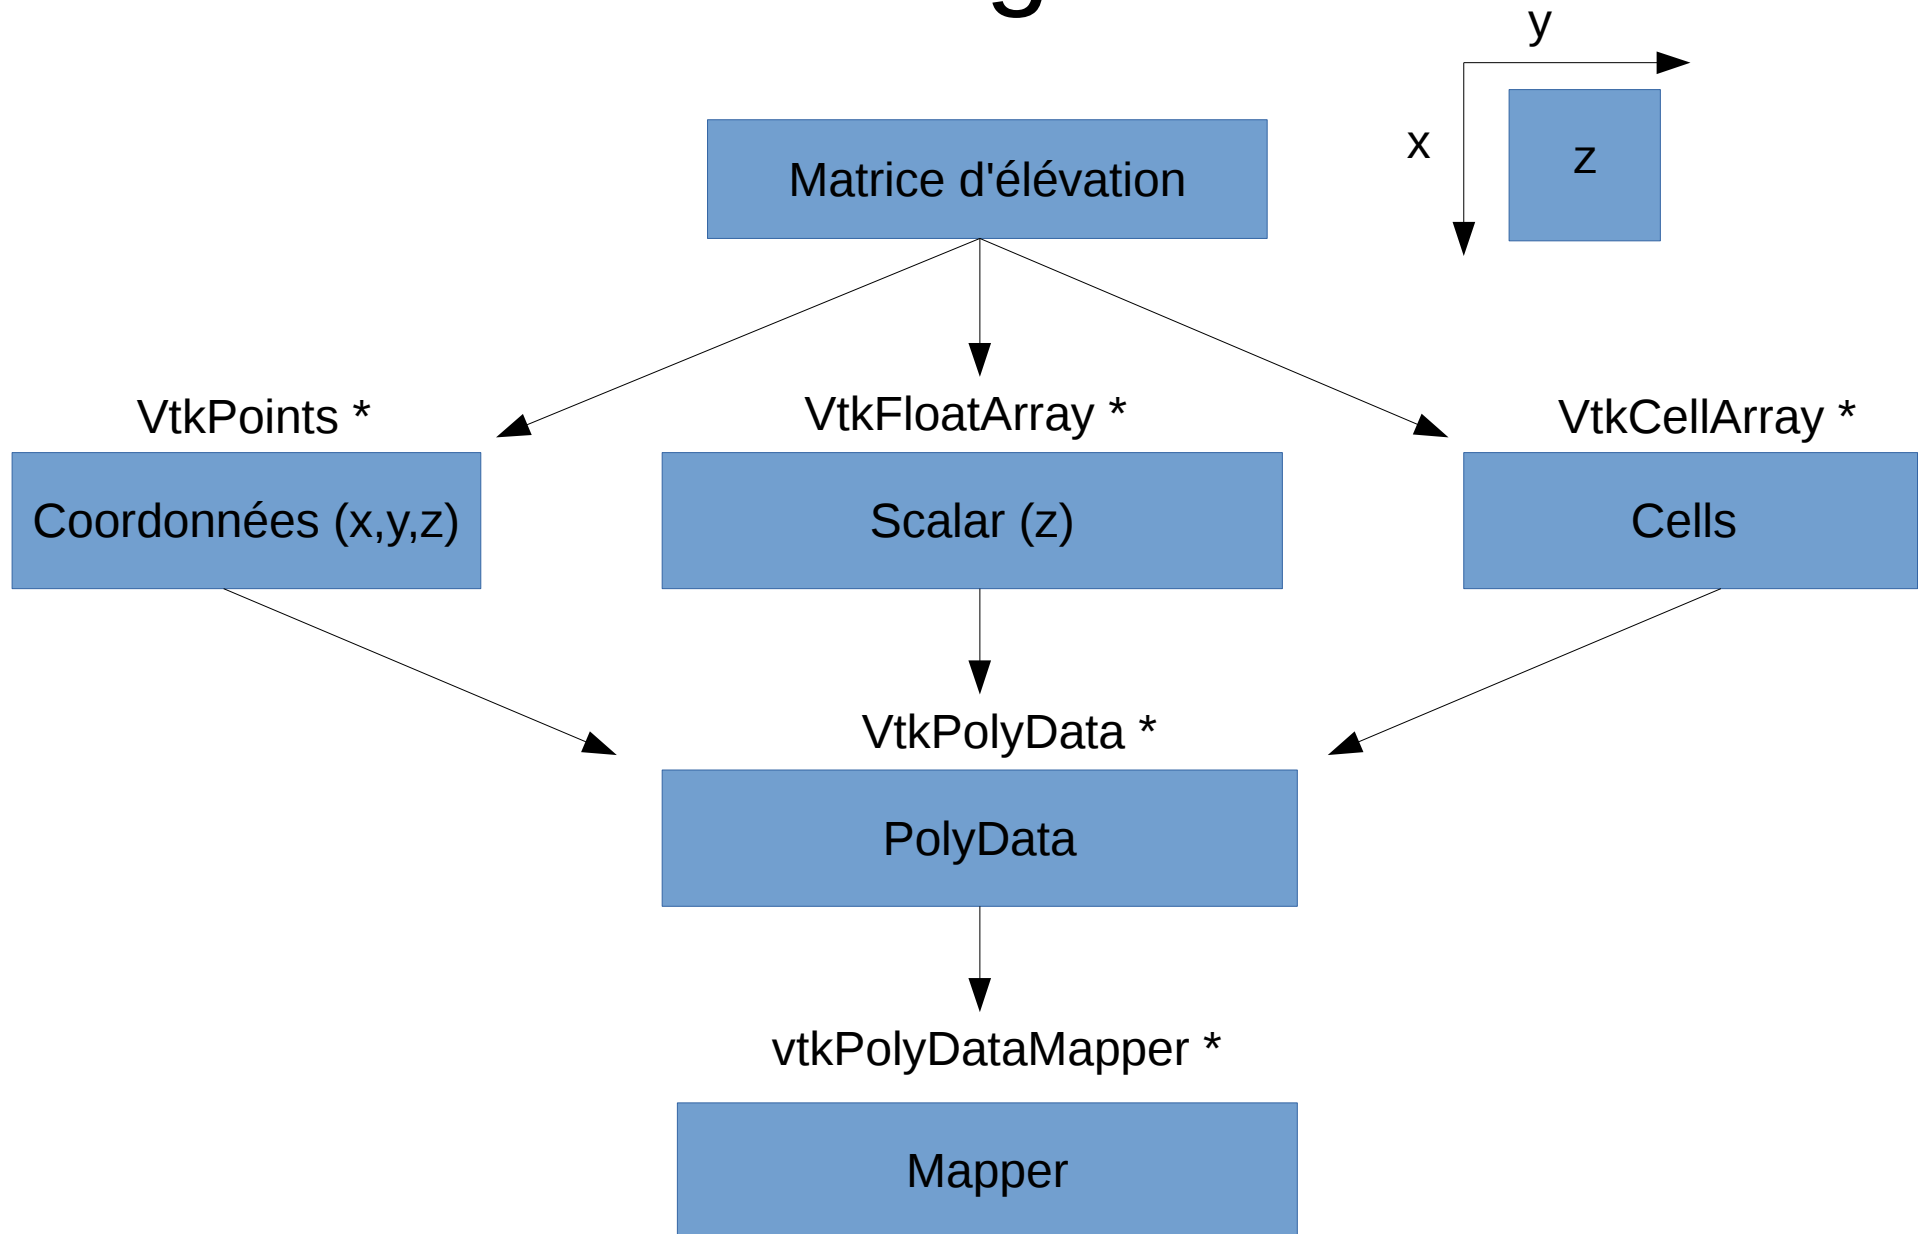 y
x
z
Matrice d'élévation
VtkPoints *
VtkFloatArray *
VtkCellArray *
Coordonnées (x,y,z)
Scalar (z)
Cells
VtkPolyData *
PolyData
vtkPolyDataMapper *
Mapper